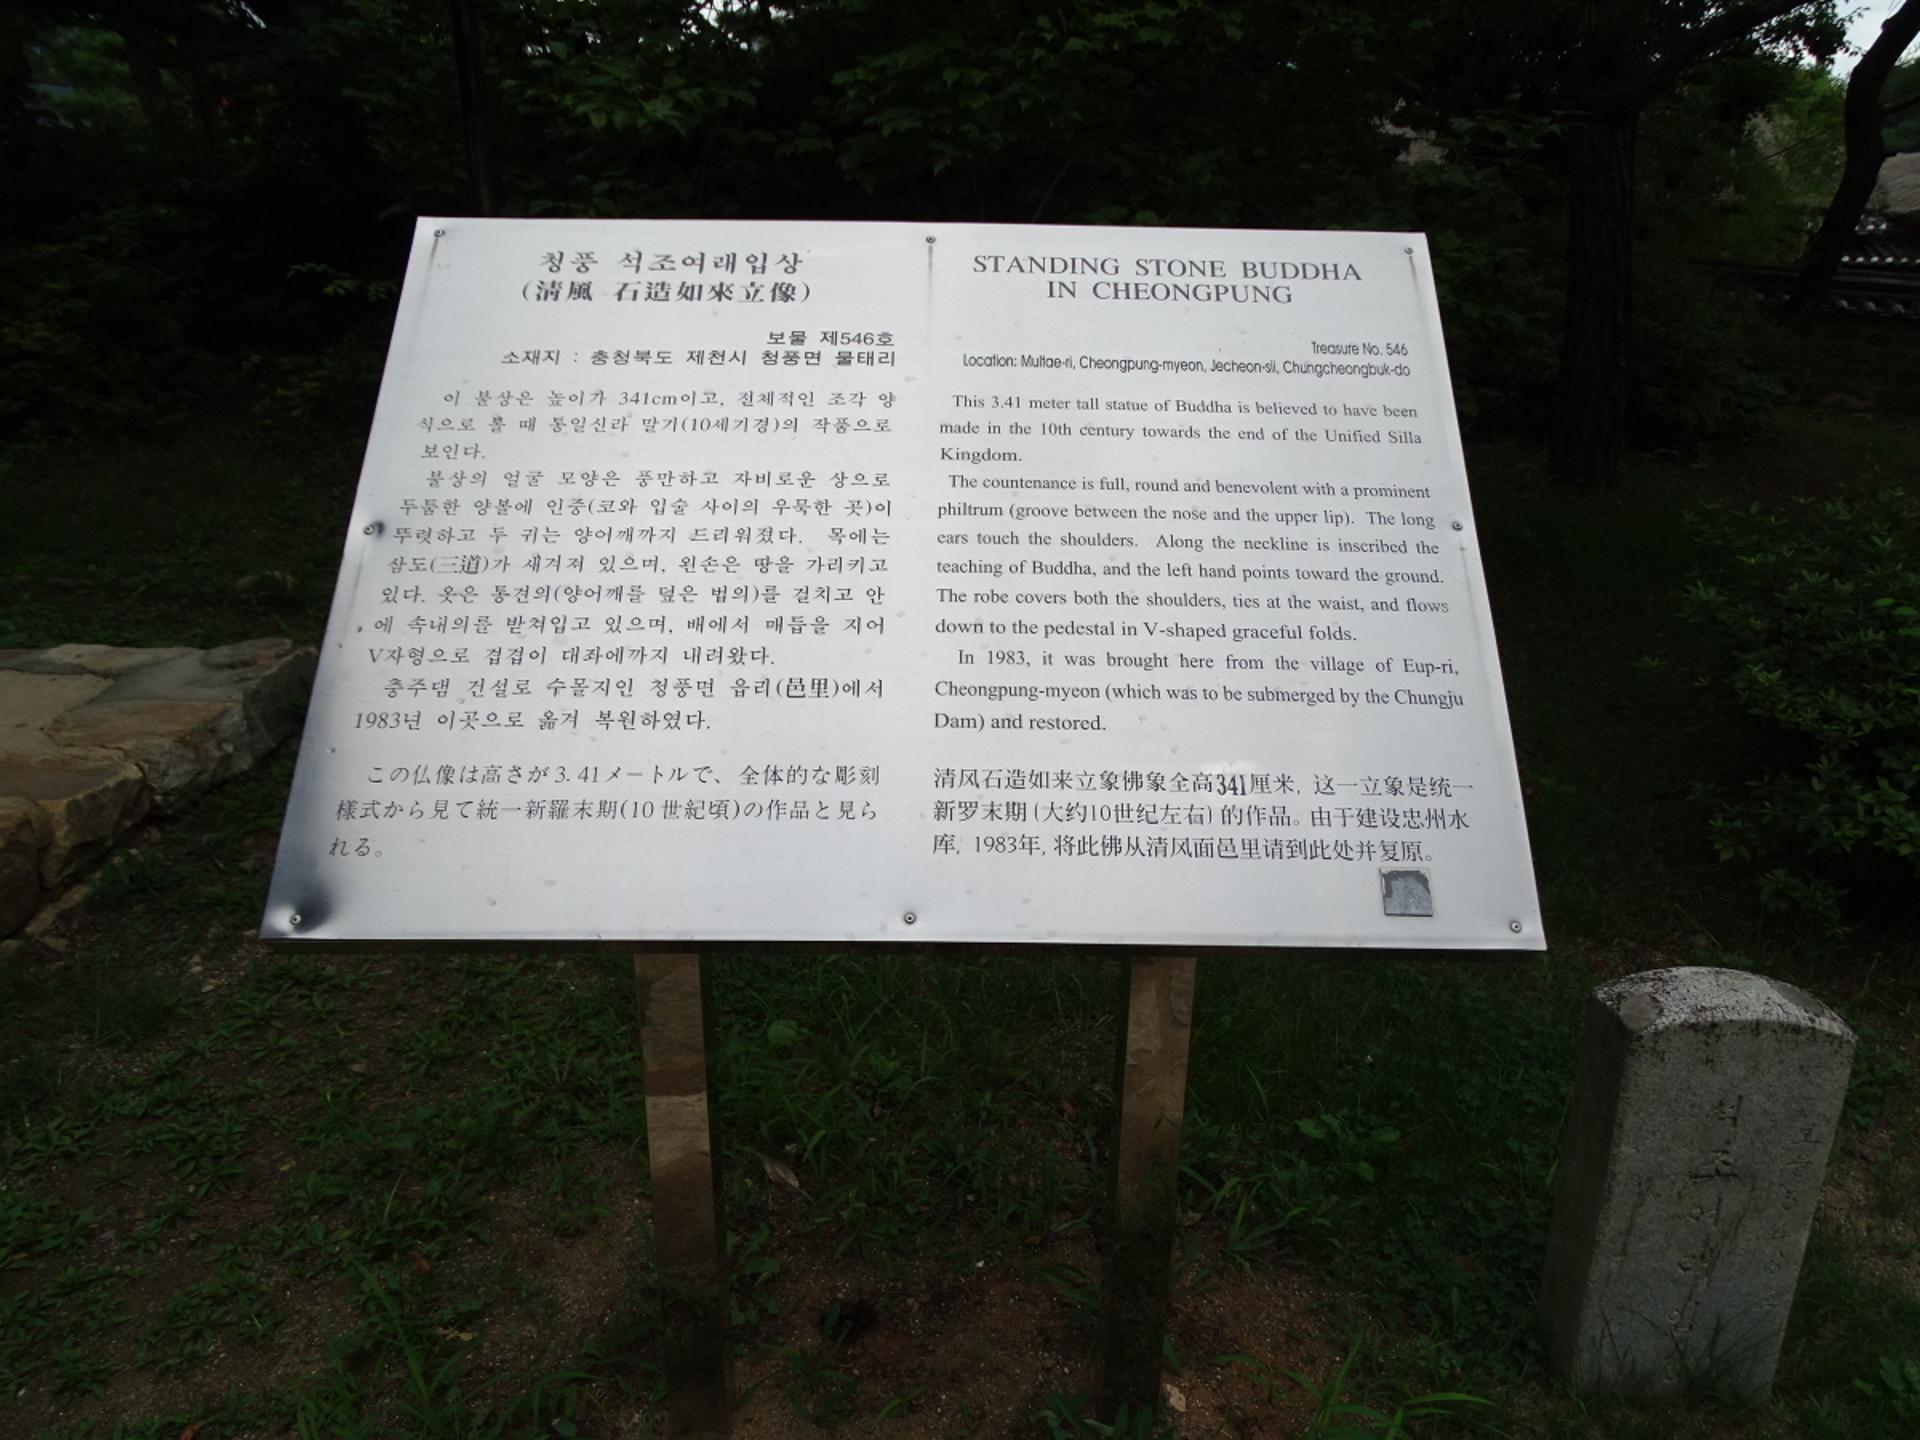 청풍 석조여래입상
(淸風 石造如來立像)
보물 제546호
소재지 : 충청북도 제천시 청풍면 물태리
이 불상은 높이가 341cm이고, 전체적인 조각 양
식으로 볼 때 통일신라 말기(10세기경)의 작품으로
보인다.
불상의 얼굴 모양은 풍만하고 자비로운 상으로
두툼한 양볼에 인중(코와 입술 사이의 우묵한 곳)이
뚜렷하고 두 귀는 양어깨까지 드리워졌다. 목에는
삼도(三道)가 새겨져 있으며, 왼손은 땅을 가리키고
있다. 옷은 통견의(양어깨를 덮은 법의)를 걸치고 안
에 속내의를 받쳐입고 있으며, 배에서 매듭을 지어
V자형으로 겹겹이 대좌에까지 내려왔다.
충주댐 건설로 수몰지인 청풍면 읍리(邑里)에서
1983년 이곳으로 옮겨 복원하였다.
この仏像は高さが 3.41メートルで、全体的な彫刻
様式から見て統一新羅末期(10世紀頃)の作品と見ら
れる。
STANDING STONE BUDDHA
IN CHEONGPUNG
Treasure No. 546
Location: Multae-ri, Cheongpung-myeon, Jecheon-sii, Chungcheongbuk-do
This 3.41 meter tall statue of Buddha is believed to have been
made in the 10th century towards the end of the Unified Silla
Kingdom.
The countenance is full, round and benevolent with a prominent
philtrum (groove between the nose and the upper lip). The long
ears touch the shoulders. Along the neckline is inscribed the
teaching of Buddha, and the left hand points toward the ground.
The robe covers both the shoulders, ties at the waist, and flows
down to the pedestal in V-shaped graceful folds.
In 1983, it was brought here from the village of Eup-ri,
Cheongpung-myeon (which was to be submerged by the Chungju
Dam) and restored.
清风石造如来立象佛象全高341厘米, 这一立象是统一
新罗末期(大约10世纪左右)的作品。由于建设忠州水
库, 1983年, 将此佛从清风面邑里请到此处并复原。
석조여래입